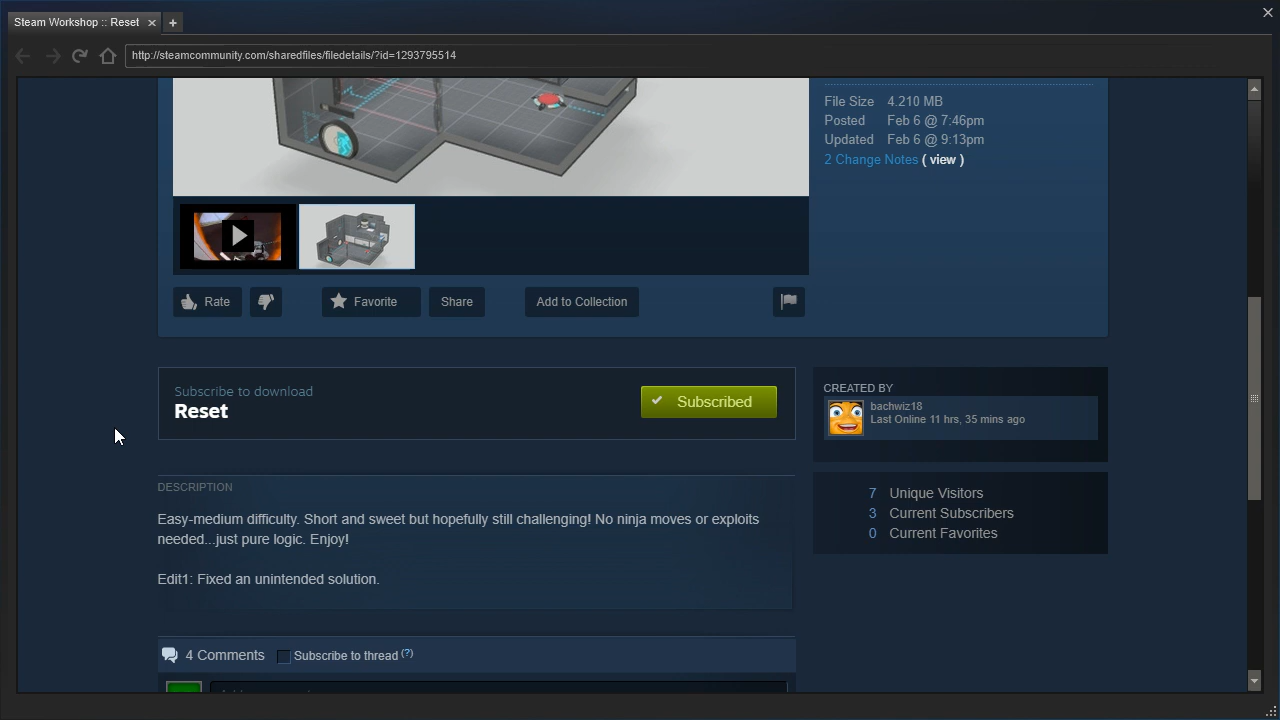 Steam Workshop :: Reset
http://steamcommunity.com/sharedfiles/filedetails/?id=1293795514
File Size 4.210 MB
Posted Feb 6 @ 7:46pm
Updated Feb 6 @ 9:13pm
2 Change Notes ( view )
Rate
Favorite
Share
Add to Collection
Subscribe to download
Reset
Subscribed
CREATED BY
bachwiz18
Last Online 11 hrs, 35 mins ago
7 Unique Visitors
3 Current Subscribers
0 Current Favorites
DESCRIPTION
Easy-medium difficulty. Short and sweet but hopefully still challenging! No ninja moves or exploits
needed...just pure logic. Enjoy!
Edit1: Fixed an unintended solution.
4 Comments Subscribe to thread (?)